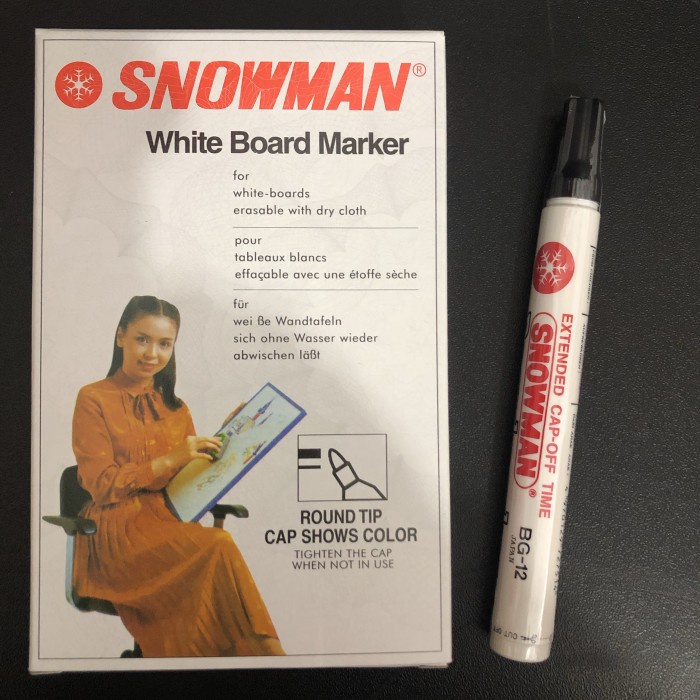 SNOWMAN®
White Board Marker
for
white-boards
erasable with dry cloth
pour
tableaux blancs
effaçable avec une étoffe sèche
für
wei ße Wandtafeln
sich ohne Wasser wieder
abwischen läßt
ROUND TIP
CAP SHOWS COLOR
TIGHTEN THE CAP
WHEN NOT IN USE
EXTENDED CAP-OFF TIME
SNOWMAN®
BG-12
JAPAN
CUT OFF